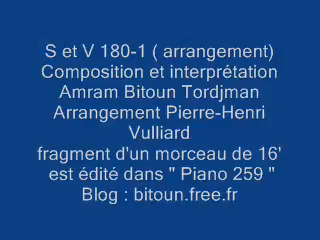 S et V 180-1 ( arrangement)
Composition et interprétation
Amram Bitoun Tordjman
Arrangement Pierre-Henri
Vulliard
fragment d'un morceau de 16'
est édité dans " Piano 259 "
Blog : bitoun.free.fr